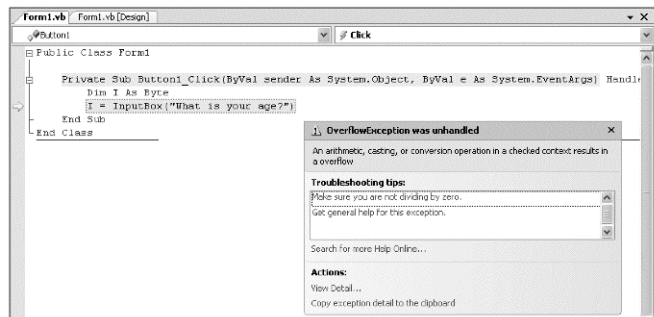 Form1.vb Form1.vb [Design]
Button1 Click
Public Class Form1
Private Sub Button1_Click(ByVal sender As System.Object, ByVal e As System.EventArgs) Handle
Dim I As Byte
I = InputBox("What is your age?")
End Sub
End Class
OverflowException was unhandled
An arithmetic, casting, or conversion operation in a checked context results in
a overflow
Troubleshooting tips:
Make sure you are not dividing by zero.
Get general help for this exception.
Search for more Help Online...
Actions:
View Detail...
Copy exception detail to the clipboard